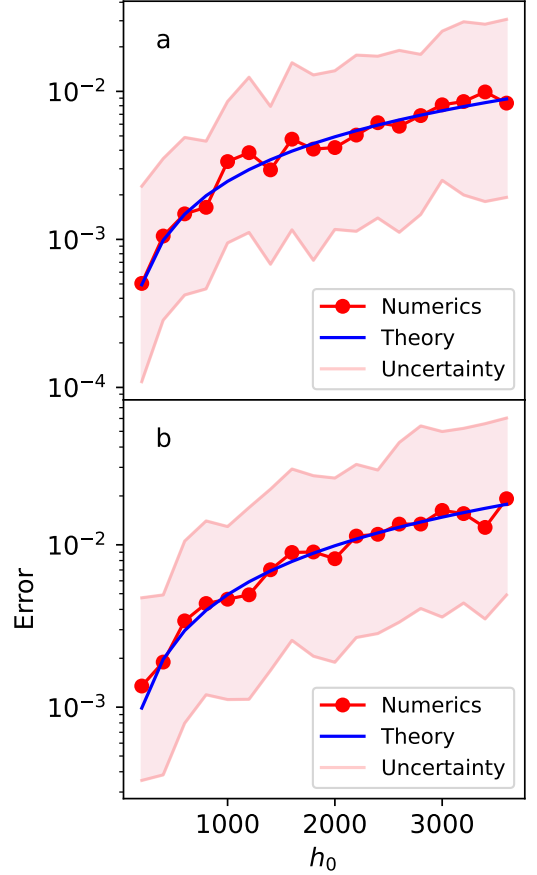 a
10⁻²
10⁻³
10⁻⁴
Numerics
Theory
Uncertainty
b
10⁻²
10⁻³
Error
Numerics
Theory
Uncertainty
1000 2000 3000
h₀